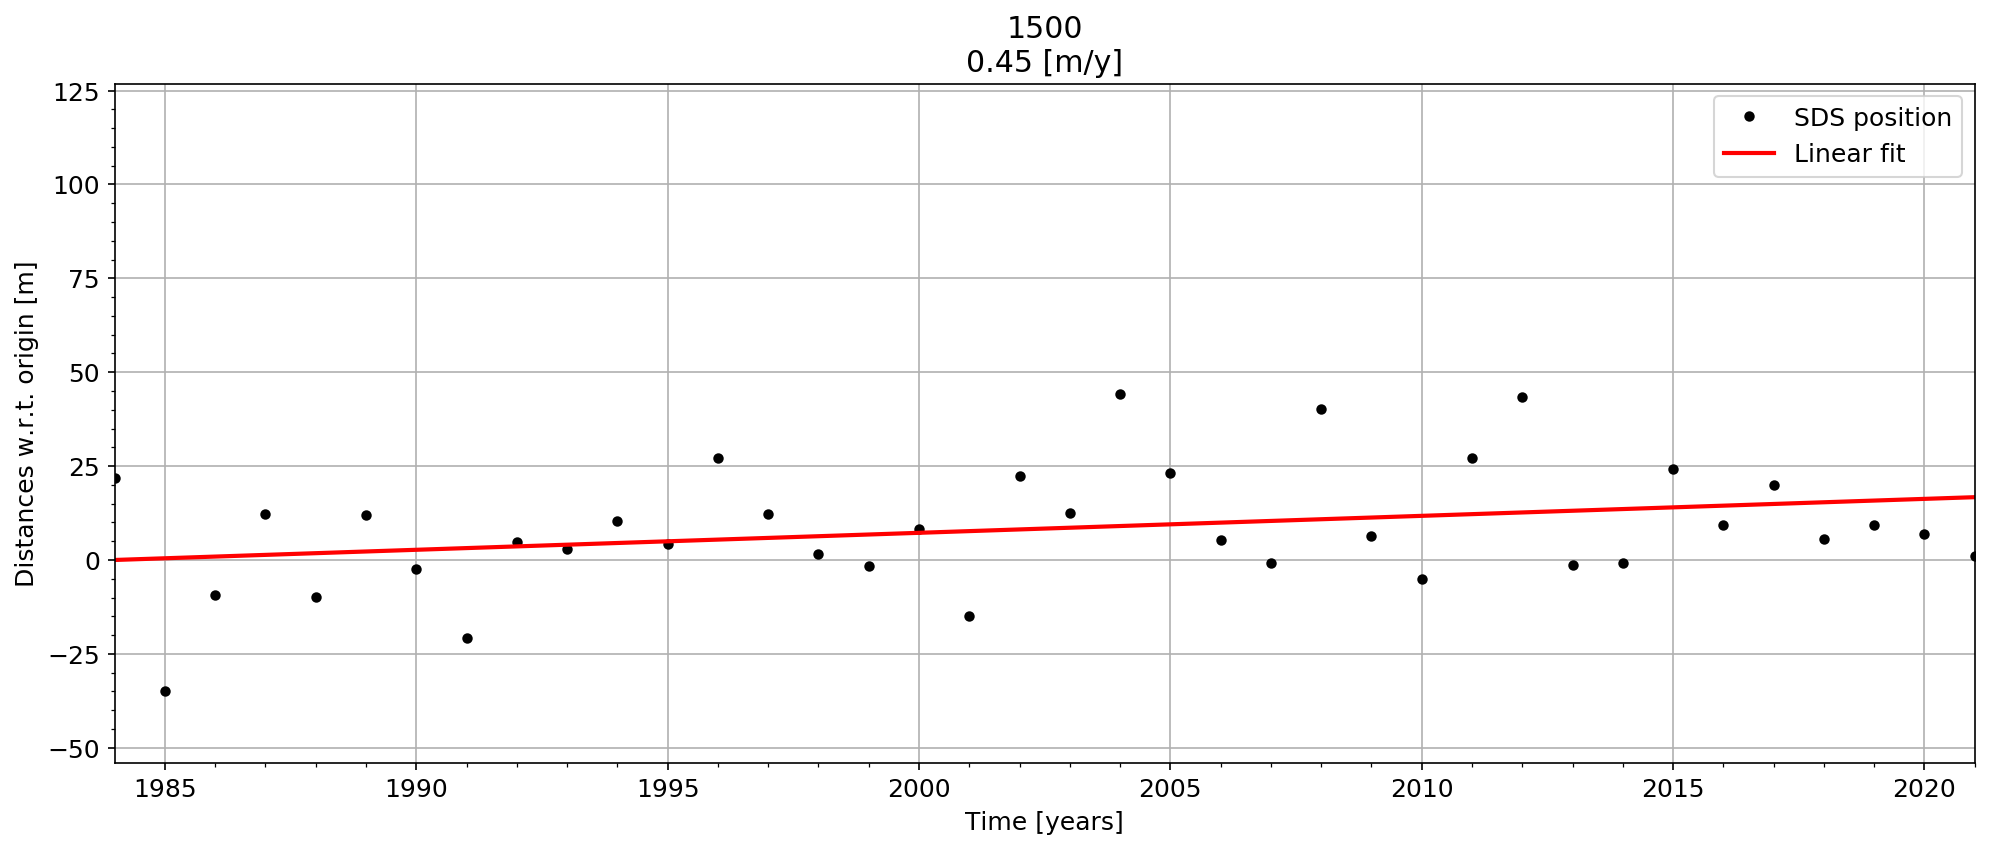 1500
0.45 [m/y]
SDS position
Linear fit
Distances w.r.t. origin [m]
125
100
75
50
25
0
−25
−50
1985 1990 1995 2000 2005 2010 2015 2020
Time [years]